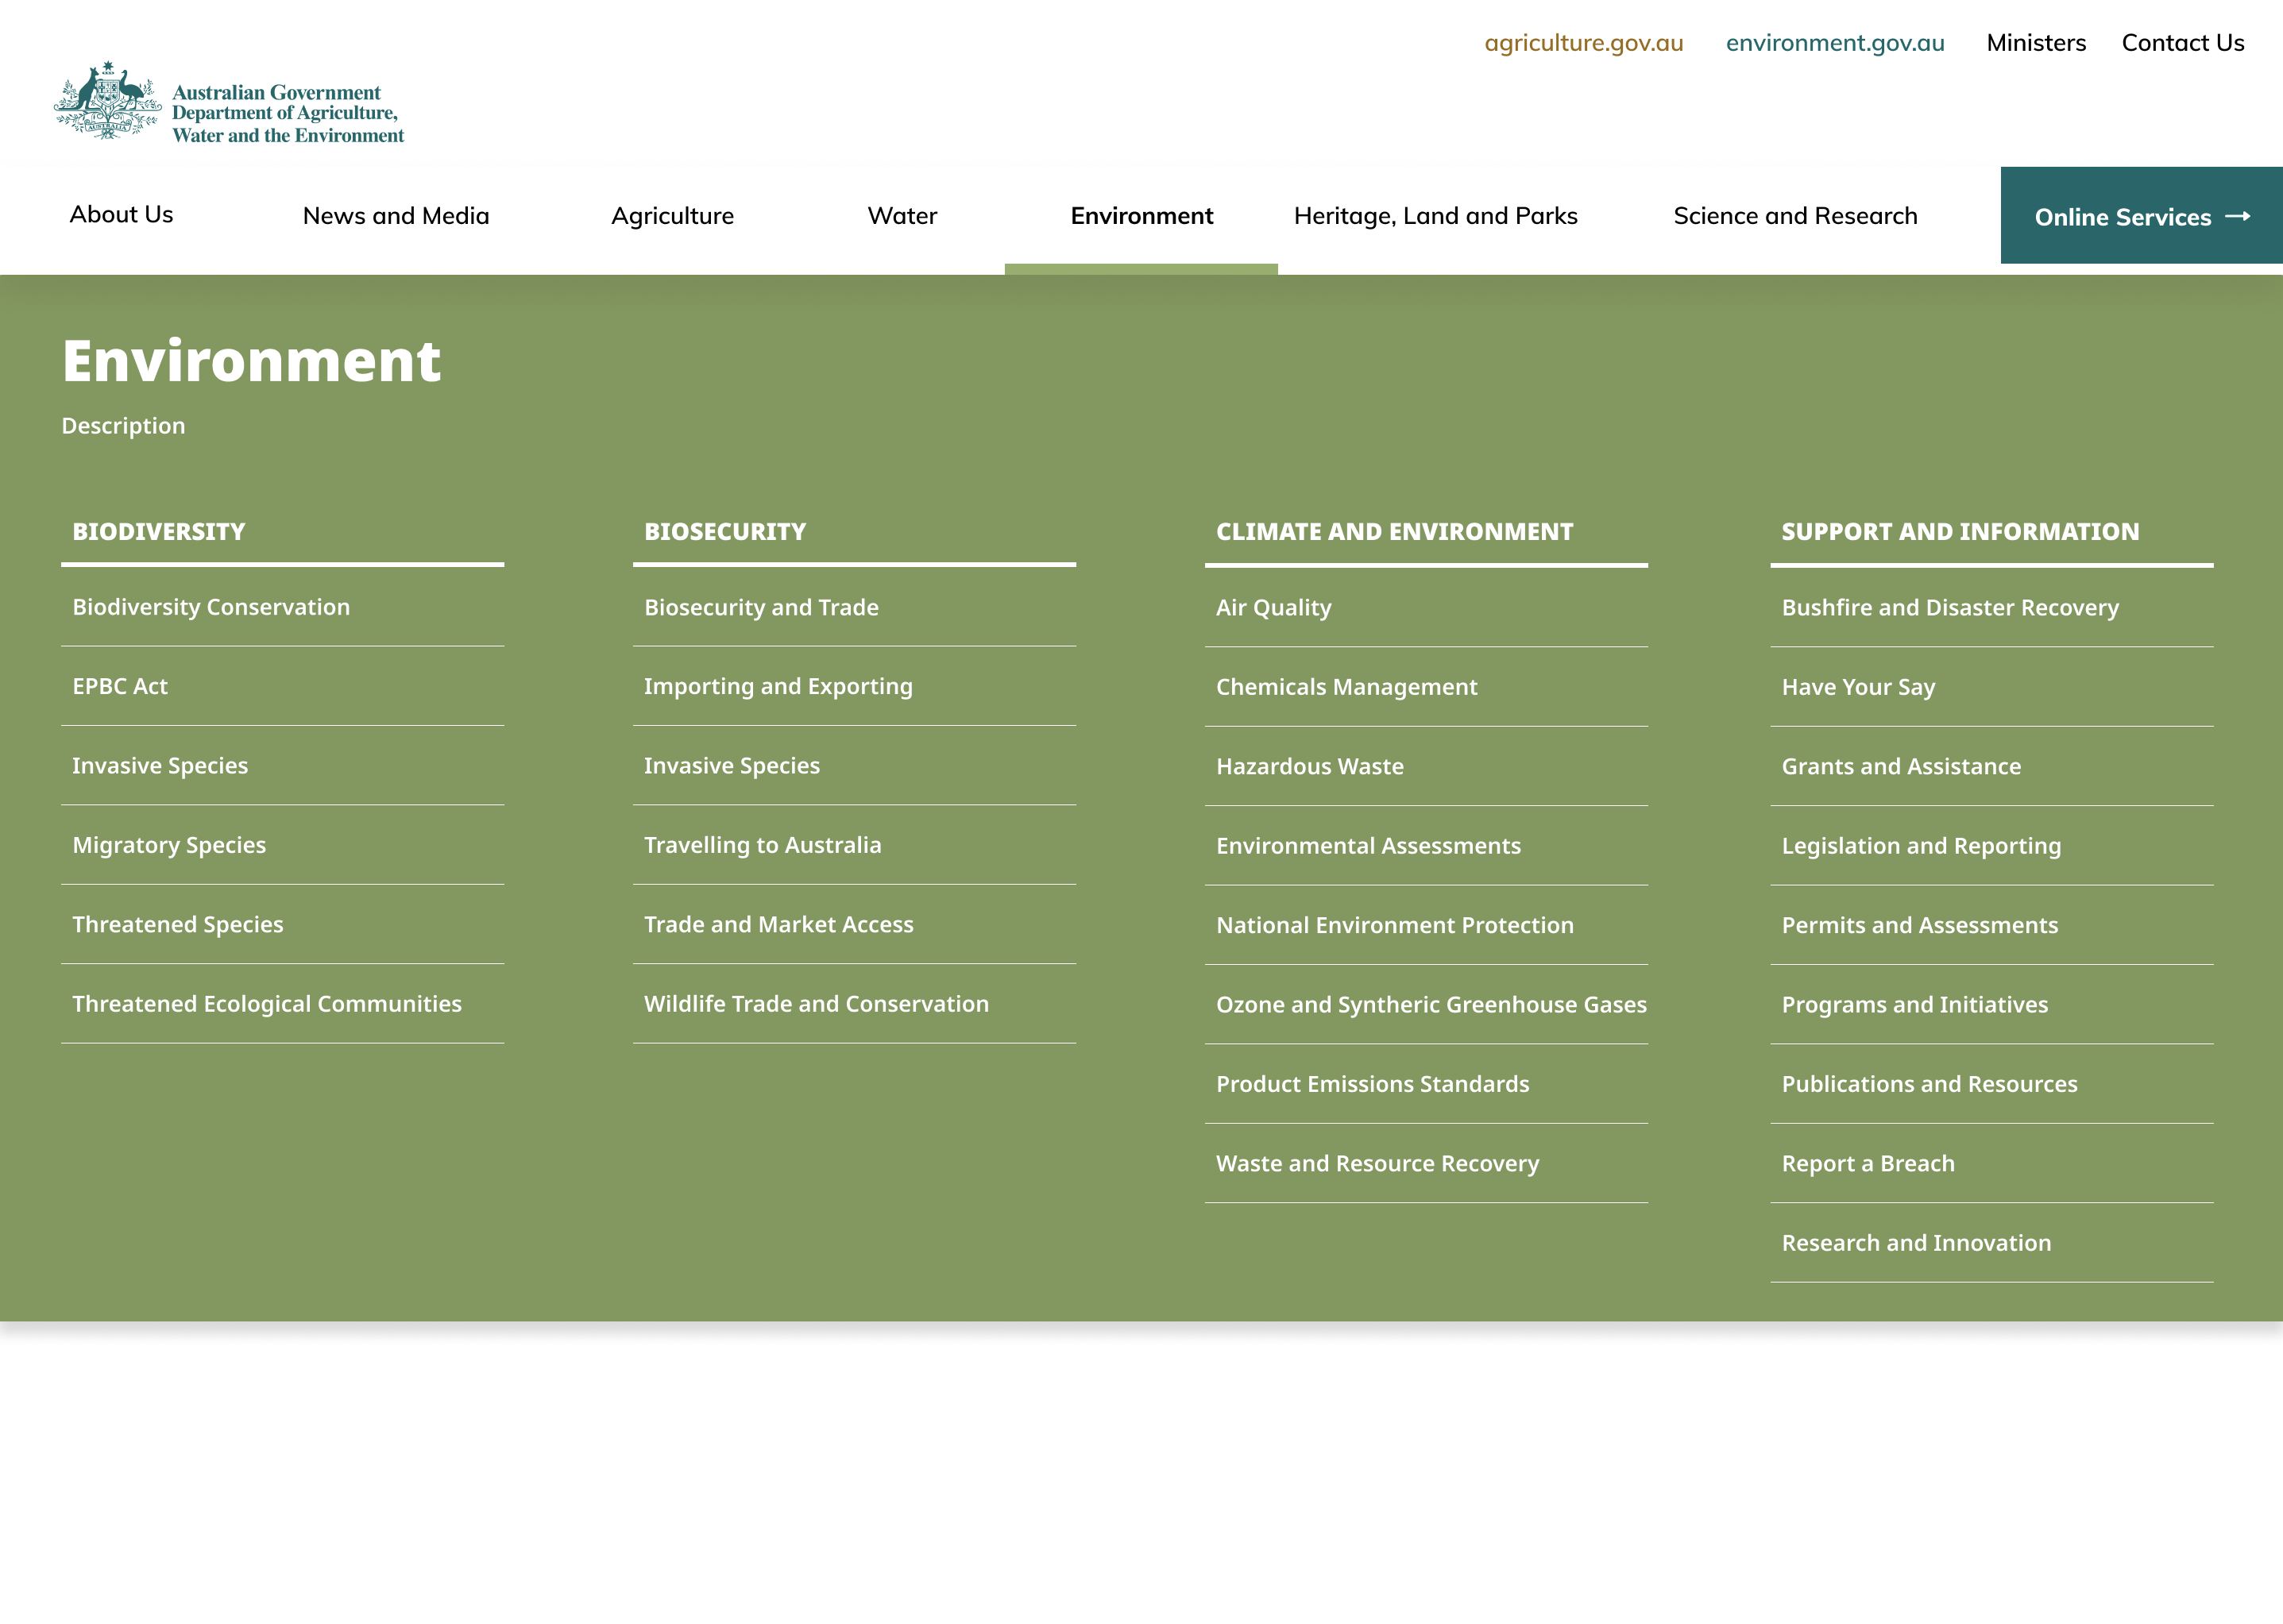 agriculture.gov.au environment.gov.au Ministers Contact Us
AUSTRALIA
Australian Government
Department of Agriculture,
Water and the Environment
About Us News and Media Agriculture Water Environment Heritage, Land and Parks Science and Research Online Services →
Environment
Description
BIODIVERSITY
Biodiversity Conservation
EPBC Act
Invasive Species
Migratory Species
Threatened Species
Threatened Ecological Communities
BIOSECURITY
Biosecurity and Trade
Importing and Exporting
Invasive Species
Travelling to Australia
Trade and Market Access
Wildlife Trade and Conservation
CLIMATE AND ENVIRONMENT
Air Quality
Chemicals Management
Hazardous Waste
Environmental Assessments
National Environment Protection
Ozone and Syntheric Greenhouse Gases
Product Emissions Standards
Waste and Resource Recovery
SUPPORT AND INFORMATION
Bushfire and Disaster Recovery
Have Your Say
Grants and Assistance
Legislation and Reporting
Permits and Assessments
Programs and Initiatives
Publications and Resources
Report a Breach
Research and Innovation